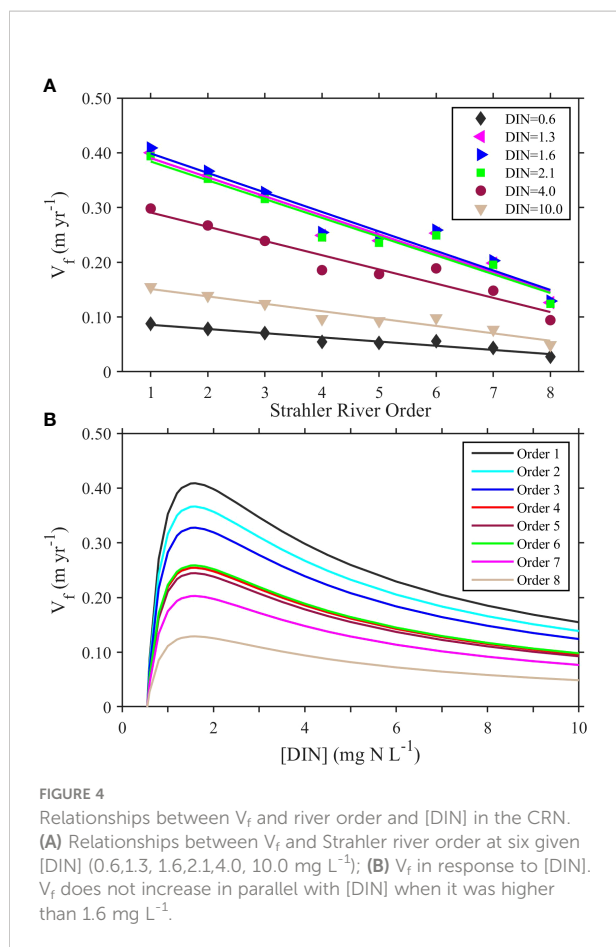 A
0.50
0.40
0.30
0.20
0.10
0
V_f (m yr⁻¹)
DIN=0.6
DIN=1.3
DIN=1.6
DIN=2.1
DIN=4.0
DIN=10.0
1 2 3 4 5 6 7 8
Strahler River Order
B
0.50
0.40
0.30
0.20
0.10
0
V_f (m yr⁻¹)
Order 1
Order 2
Order 3
Order 4
Order 5
Order 6
Order 7
Order 8
0 2 4 6 8 10
[DIN] (mg N L⁻¹)
FIGURE 4
Relationships between V_f and river order and [DIN] in the CRN.
(A) Relationships between V_f and Strahler river order at six given
[DIN] (0.6,1.3, 1.6,2.1,4.0, 10.0 mg L⁻¹); (B) V_f in response to [DIN].
V_f does not increase in parallel with [DIN] when it was higher
than 1.6 mg L⁻¹.